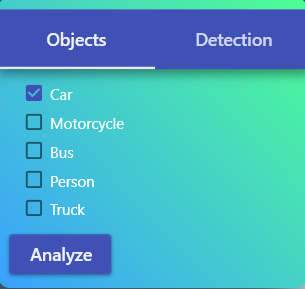 Objects Detection
Car
Motorcycle
Bus
Person
Truck
Analyze